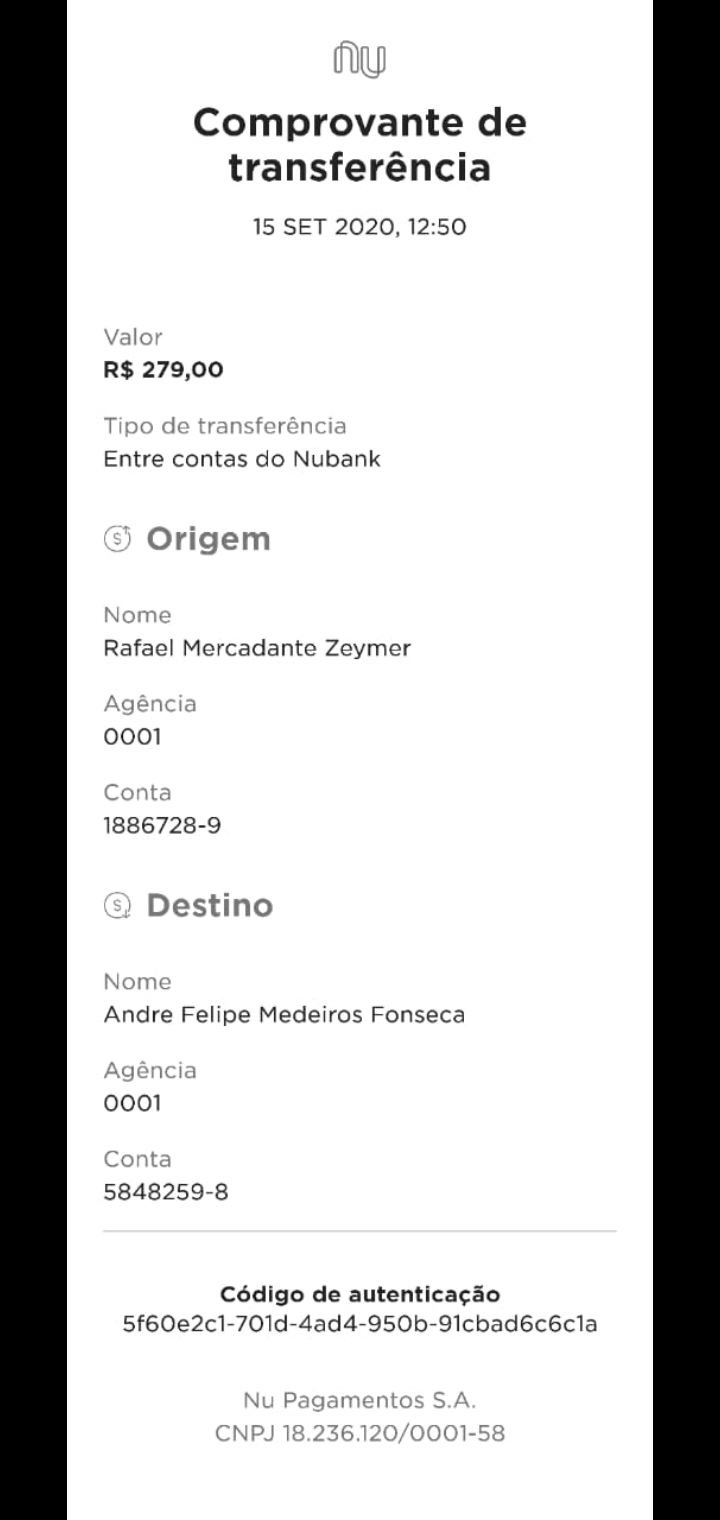 nu
Comprovante de
transferência
15 SET 2020, 12:50
Valor
R$ 279,00
Tipo de transferência
Entre contas do Nubank
Origem
Nome
Rafael Mercadante Zeymer
Agência
0001
Conta
1886728-9
Destino
Nome
Andre Felipe Medeiros Fonseca
Agência
0001
Conta
5848259-8
Código de autenticação
5f60e2c1-701d-4ad4-950b-91cbad6c6c1a
Nu Pagamentos S.A.
CNPJ 18.236.120/0001-58